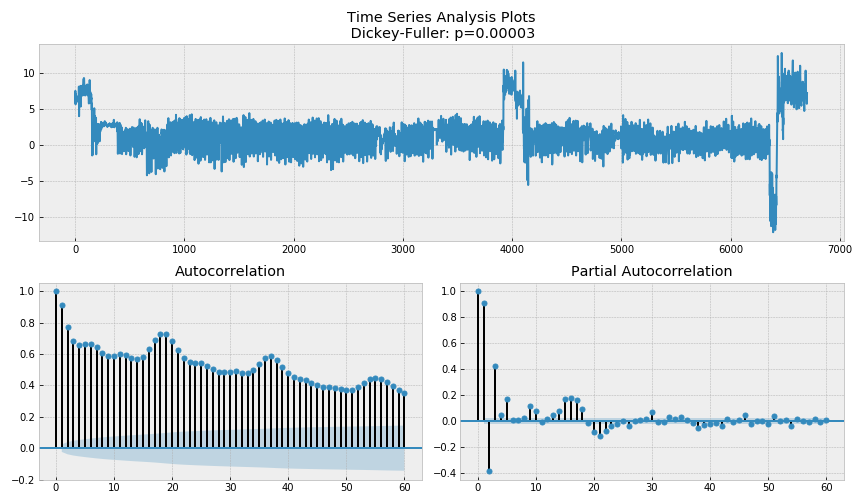 Time Series Analysis Plots
Dickey-Fuller: p=0.00003
10
5
0
−5
−10
0 1000 2000 3000 4000 5000 6000 7000
Autocorrelation
1.0
0.8
0.6
0.4
0.2
0.0
−0.2
0 10 20 30 40 50 60
Partial Autocorrelation
1.0
0.8
0.6
0.4
0.2
0.0
−0.2
−0.4
0 10 20 30 40 50 60